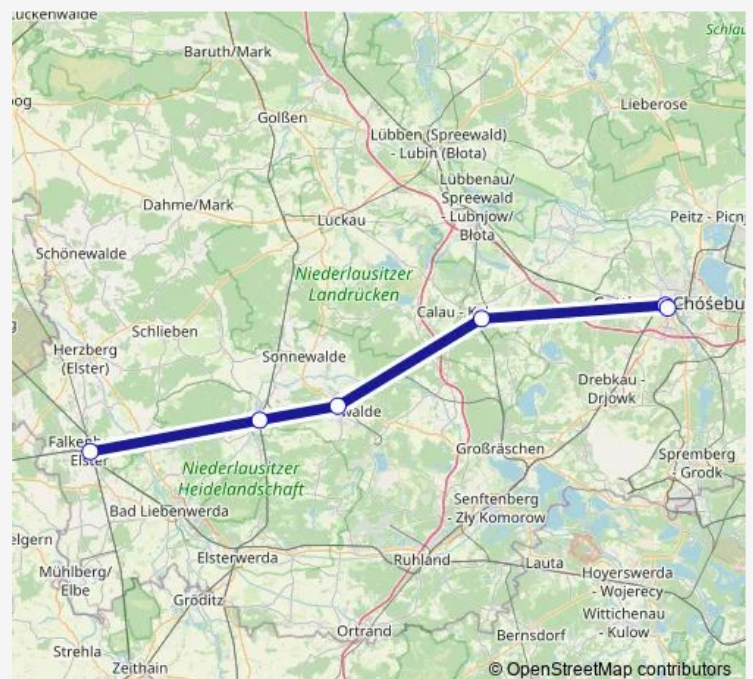 Luckenwalde
Baruth/Mark
Schlau
Lieberose
Golßen
Lübben (Spreewald)
- Lubin (Błota)
Lübbenau/
Spreewald
- Lubnjow/
Błota
Dahme/Mark
Luckau
Peitz - Picnj
Schönewalde
Niederlausitzer
Landrücken
Calau - K
Chóśebu
Schlieben
Herzberg
(Elster)
Sonnewalde
Drebkau -
Drjowk
walde
Falkenb
Elster
Großräschen
Niederlausitzer
Heidelandschaft
Spremberg
- Grodk
Bad Liebenwerda
Senftenberg
- Zły Komorow
elgern
Elsterwerda
Ruhland
Lauta
Mühlberg/
Elbe
Hoyerswerda
- Wojerecy
Gröditz
Wittichenau
- Kulow
Ortrand
Bernsdorf
Strehla
Zeithain
© OpenStreetMap contributors